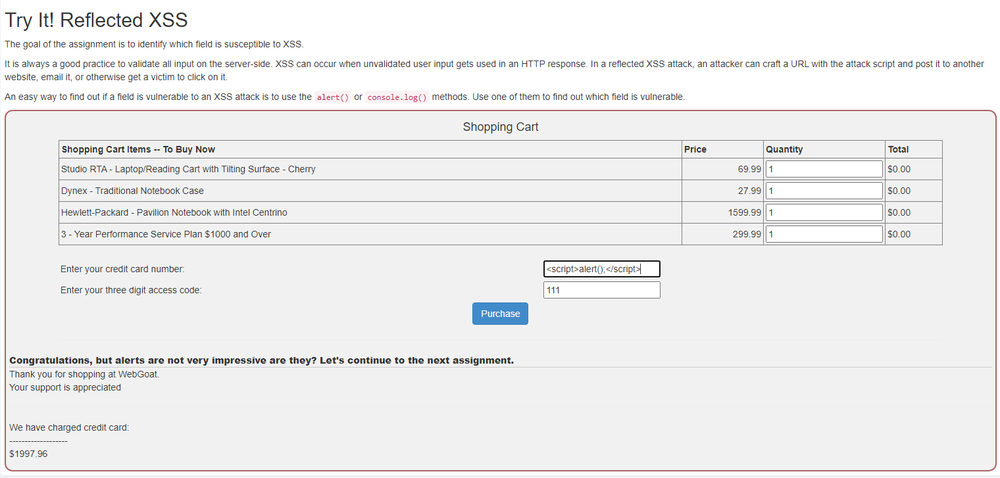 Try It! Reflected XSS
The goal of the assignment is to identify which field is susceptible to XSS.
It is always a good practice to validate all input on the server-side. XSS can occur when unvalidated user input gets used in an HTTP response. In a reflected XSS attack, an attacker can craft a URL with the attack script and post it to another
website, email it, or otherwise get a victim to click on it.
An easy way to find out if a field is vulnerable to an XSS attack is to use the alert() or console.log() methods. Use one of them to find out which field is vulnerable.
Shopping Cart
Shopping Cart Items -- To Buy Now Price Quantity Total
Studio RTA - Laptop/Reading Cart with Tilting Surface - Cherry 69.99 1 $0.00
Dynex - Traditional Notebook Case 27.99 1 $0.00
Hewlett-Packard - Pavilion Notebook with Intel Centrino 1599.99 1 $0.00
3 - Year Performance Service Plan $1000 and Over 299.99 1 $0.00
Enter your credit card number: <script>alert();</script>
Enter your three digit access code: 111
Purchase
Congratulations, but alerts are not very impressive are they? Let's continue to the next assignment.
Thank you for shopping at WebGoat.
Your support is appreciated
We have charged credit card:
-------------------
$1997.96